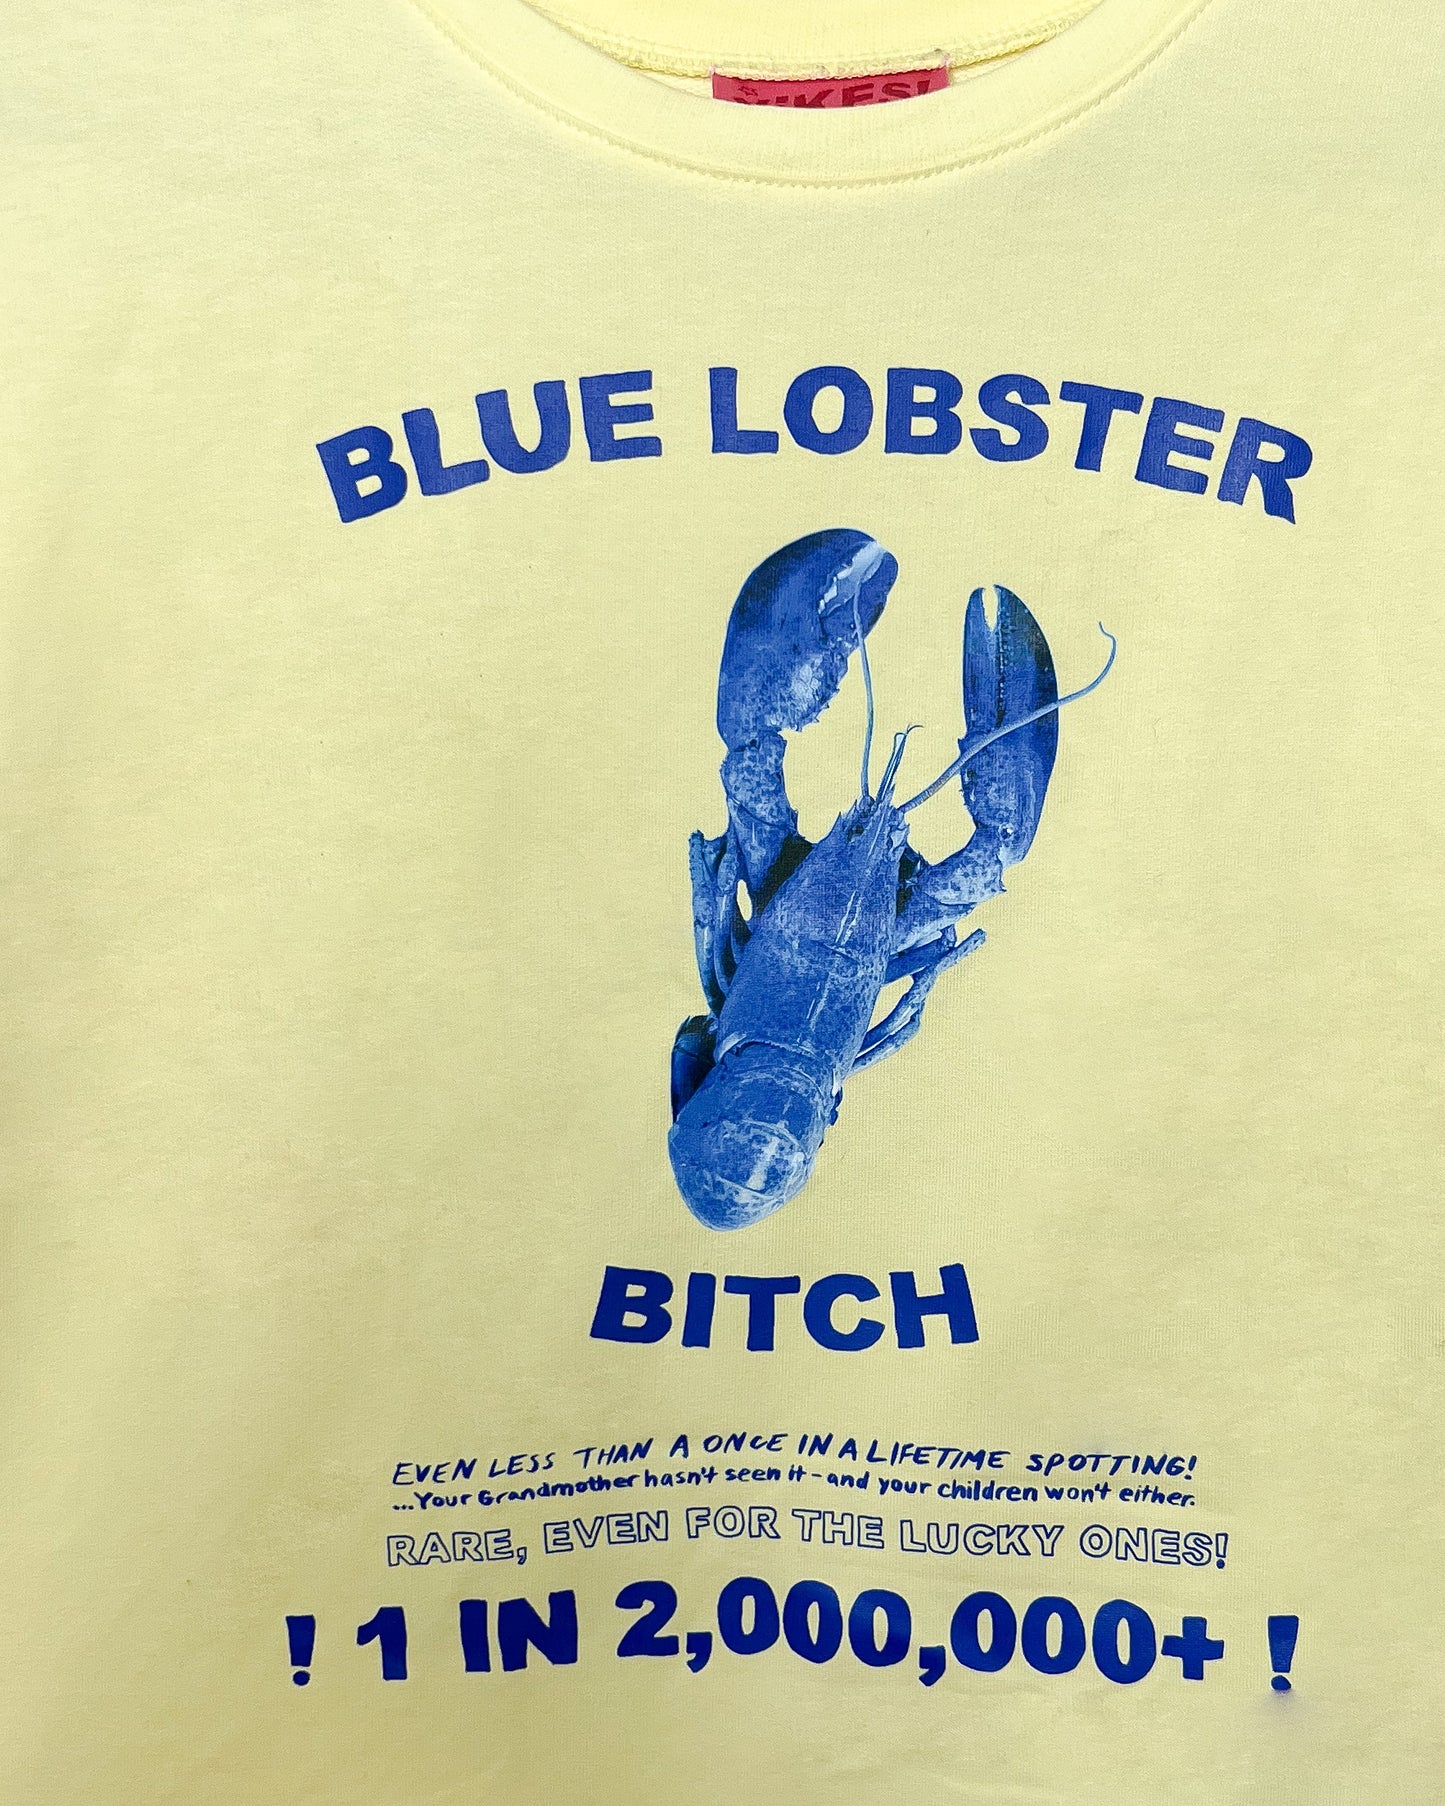 YIKES!
BLUE LOBSTER
BITCH
EVEN LESS THAN A ONCE IN A LIFETIME SPOTTING!
...Your Grandmother hasn't seen it - and your children won't either.
RARE, EVEN FOR THE LUCKY ONES!
! 1 IN 2,000,000+ !